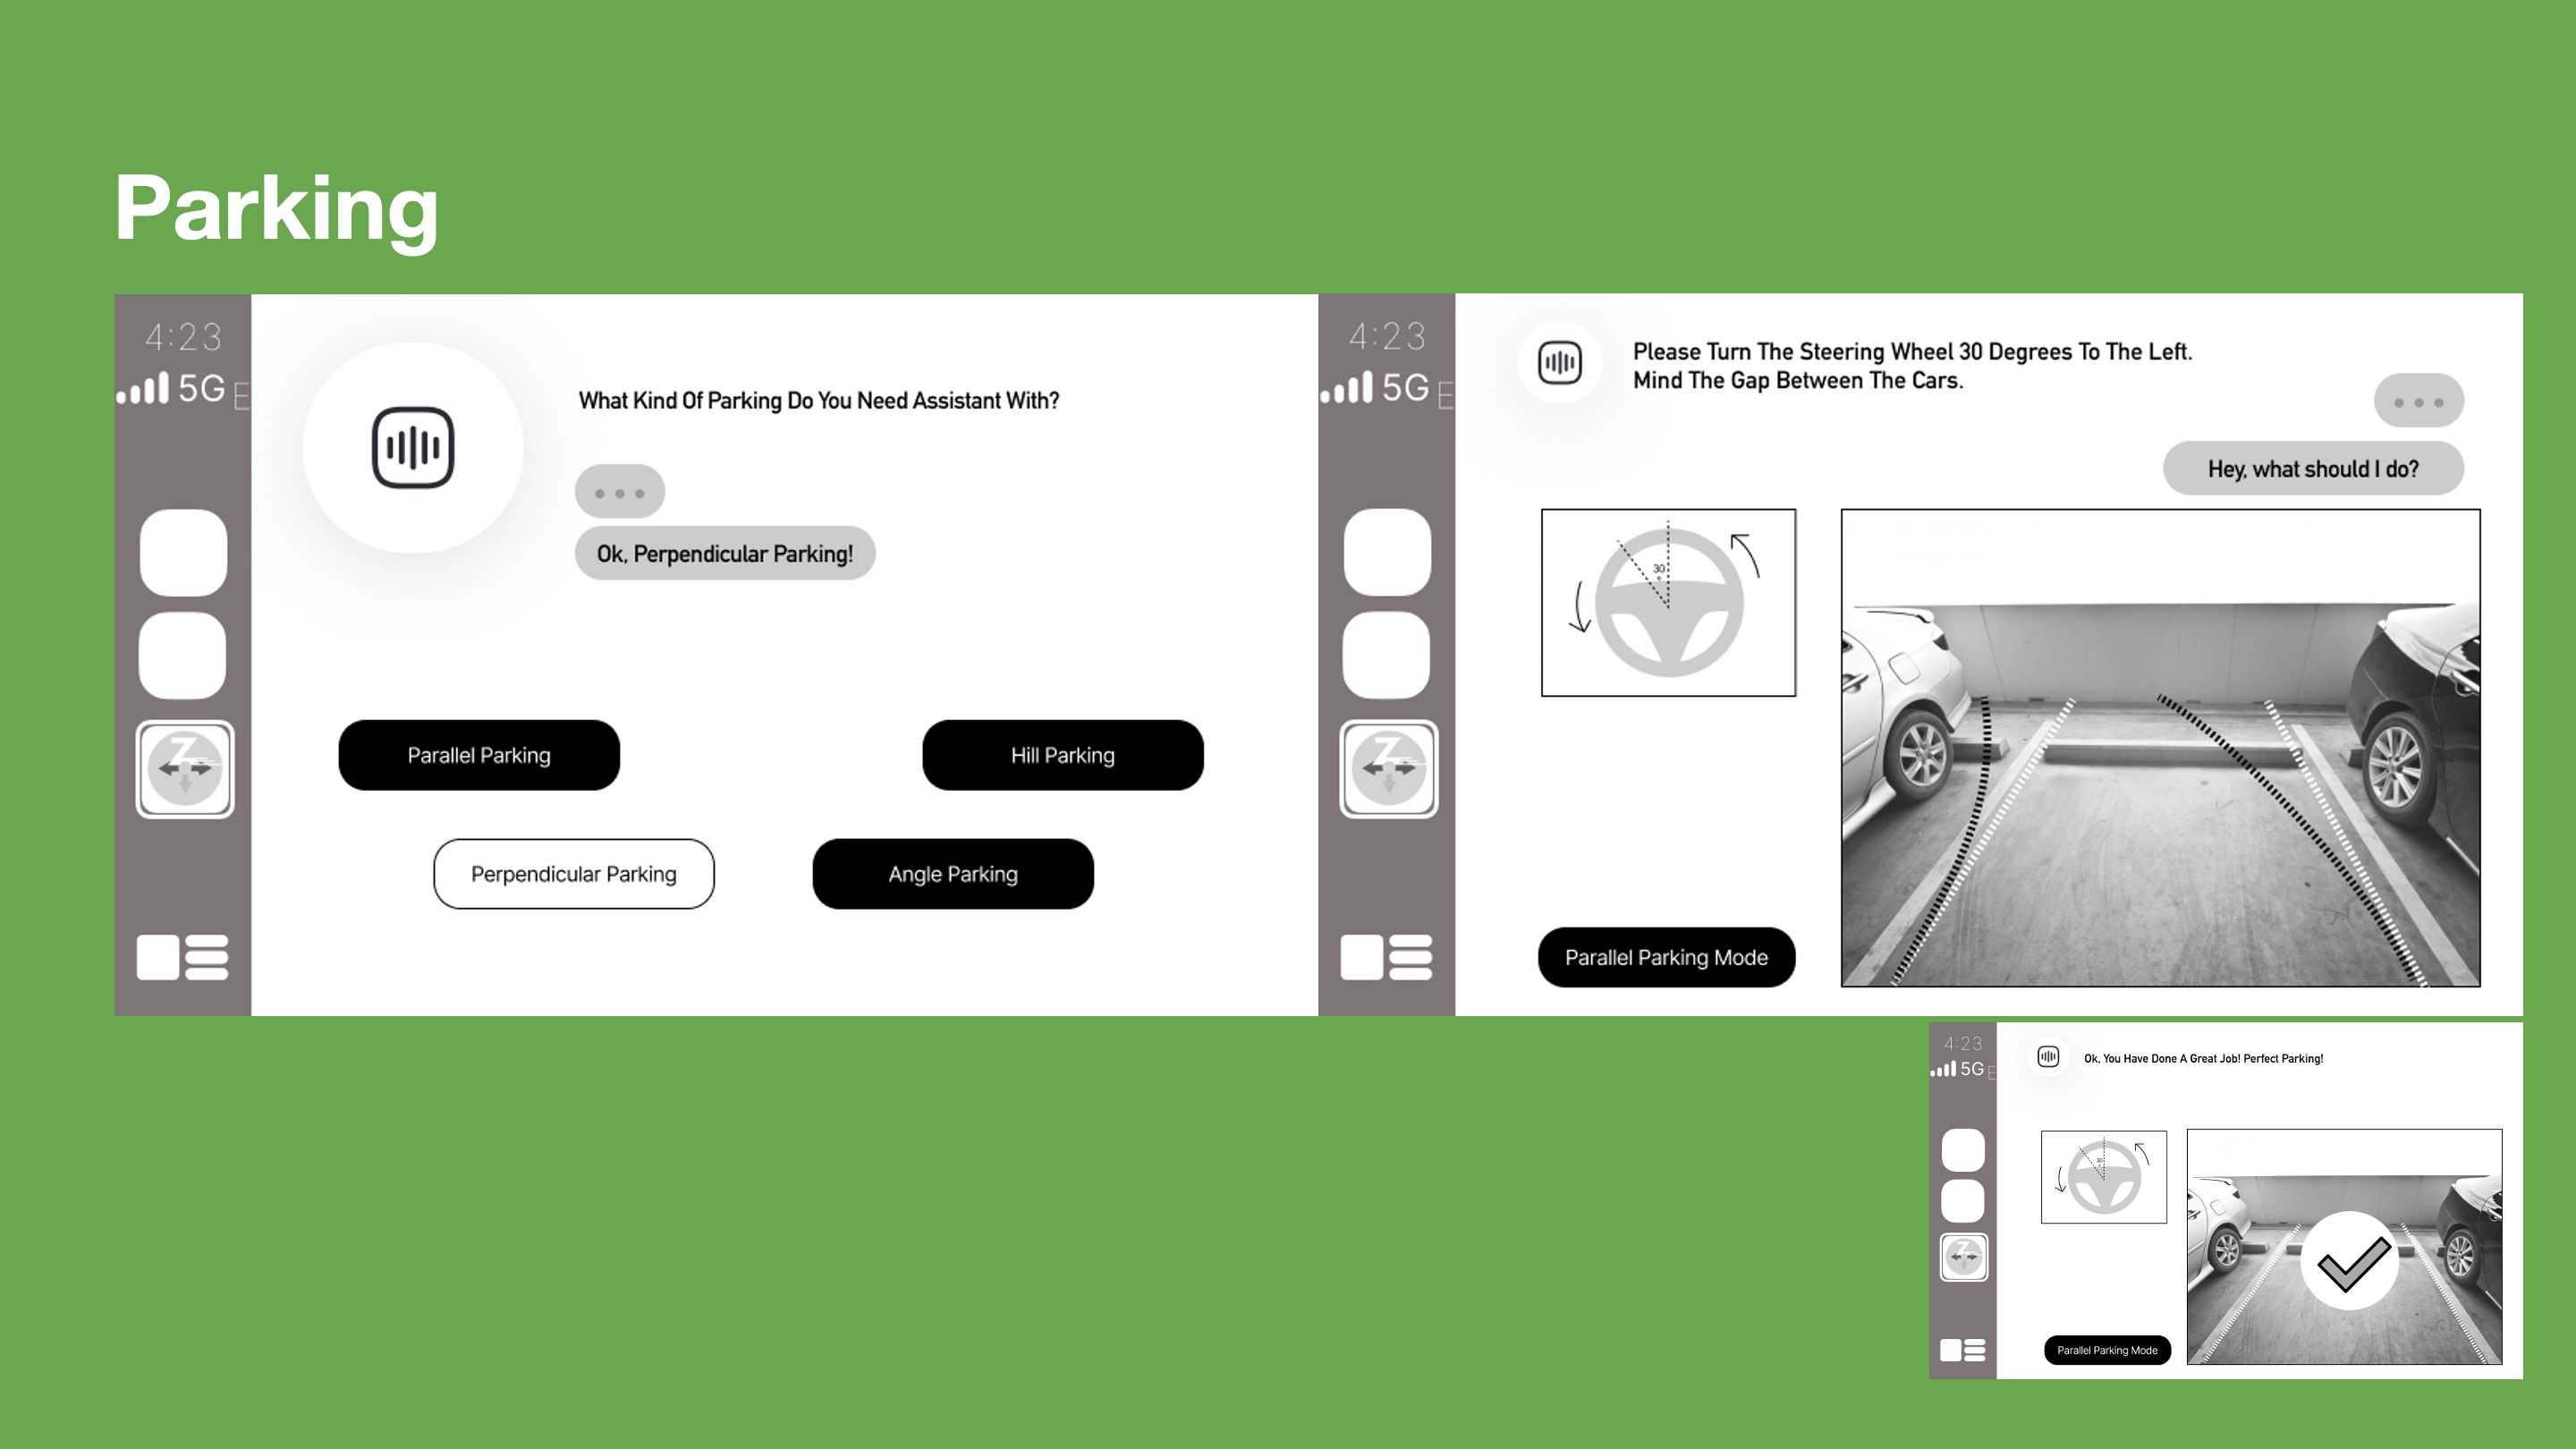 Parking
4:23
5G E
What Kind Of Parking Do You Need Assistant With?
Ok, Perpendicular Parking!
Parallel Parking
Hill Parking
Perpendicular Parking
Angle Parking
Z
4:23
5G E
Please Turn The Steering Wheel 30 Degrees To The Left.
Mind The Gap Between The Cars.
Hey, what should I do?
30°
Z
Parallel Parking Mode
4:23
5G E
Ok, You Have Done A Great Job! Perfect Parking!
30°
Z
Parallel Parking Mode